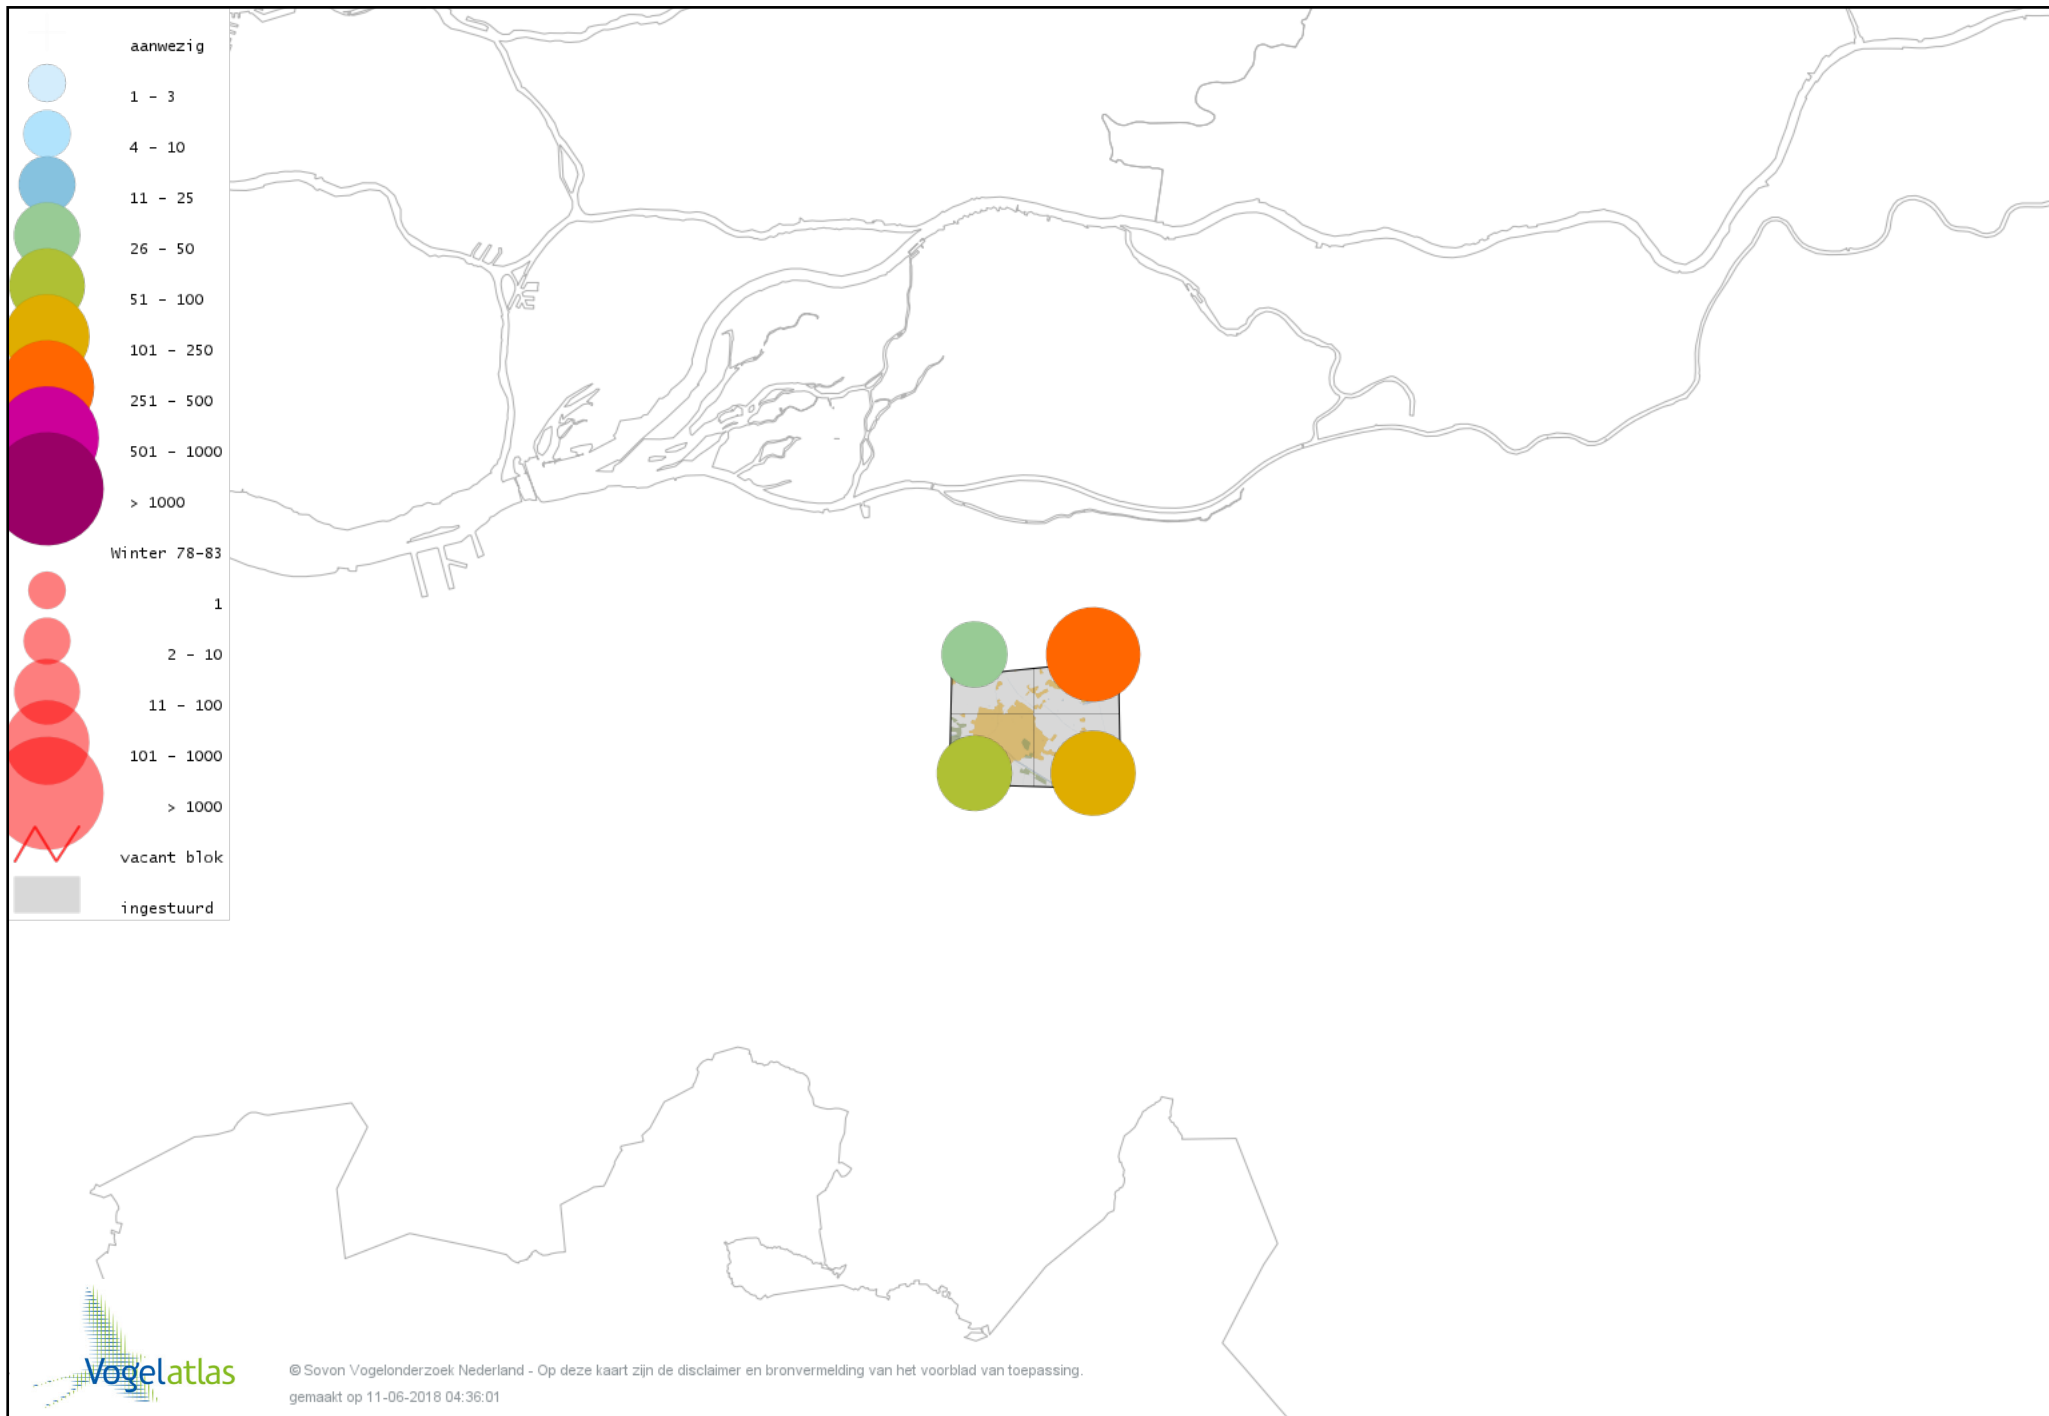 aanwezig
1 - 3
4 - 10
11 - 25
26 - 50
51 - 100
101 - 250
251 - 500
501 - 1000
> 1000
Winter 78-83
1
2 - 10
11 - 100
101 - 1000
> 1000
vacant blok
ingestuurd
Vogelatlas
© Sovon Vogelonderzoek Nederland - Op deze kaart zijn de disclaimer en bronvermelding van het voorblad van toepassing.
gemaakt op 11-06-2018 04:36:01